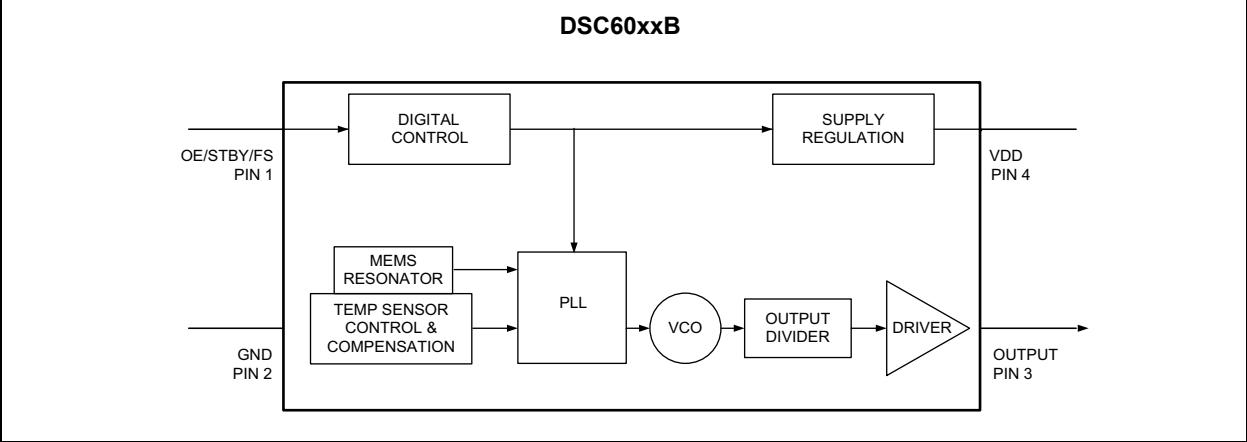 DSC60xxB
DIGITAL
CONTROL
SUPPLY
REGULATION
OE/STBY/FS
PIN 1
VDD
PIN 4
MEMS
RESONATOR
TEMP SENSOR
CONTROL &
COMPENSATION
PLL
VCO
OUTPUT
DIVIDER
DRIVER
GND
PIN 2
OUTPUT
PIN 3